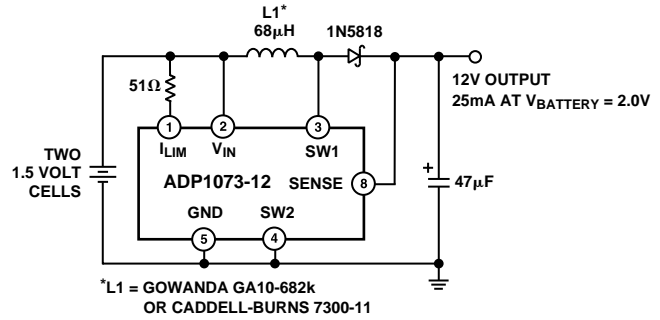 L1*
68µH
1N5818
51Ω
12V OUTPUT
25mA AT VBATTERY = 2.0V
1
2
3
ILIM
VIN
SW1
TWO
1.5 VOLT
CELLS
ADP1073-12
SENSE
8
+
47µF
GND
SW2
5
4
*L1 = GOWANDA GA10-682k
OR CADDELL-BURNS 7300-11